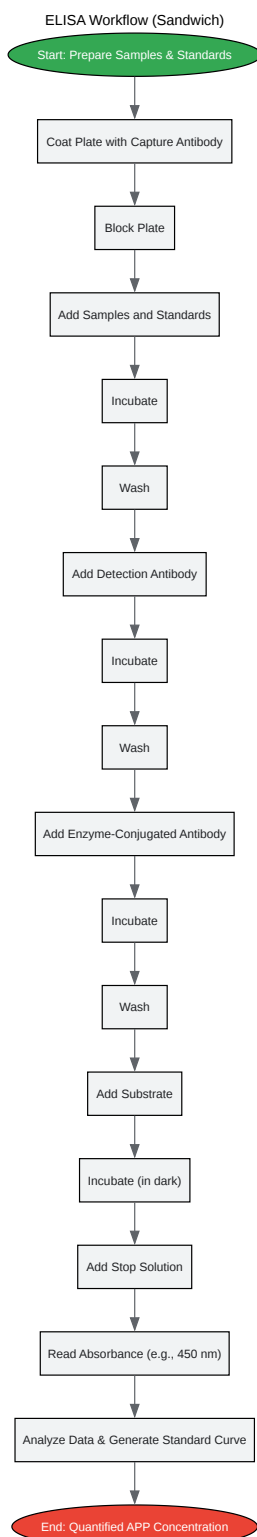 ELISA Workflow (Sandwich)
Start: Prepare Samples & Standards
Coat Plate with Capture Antibody
Block Plate
Add Samples and Standards
Incubate
Wash
Add Detection Antibody
Incubate
Wash
Add Enzyme-Conjugated Antibody
Incubate
Wash
Add Substrate
Incubate (in dark)
Add Stop Solution
Read Absorbance (e.g., 450 nm)
Analyze Data & Generate Standard Curve
End: Quantified APP Concentration